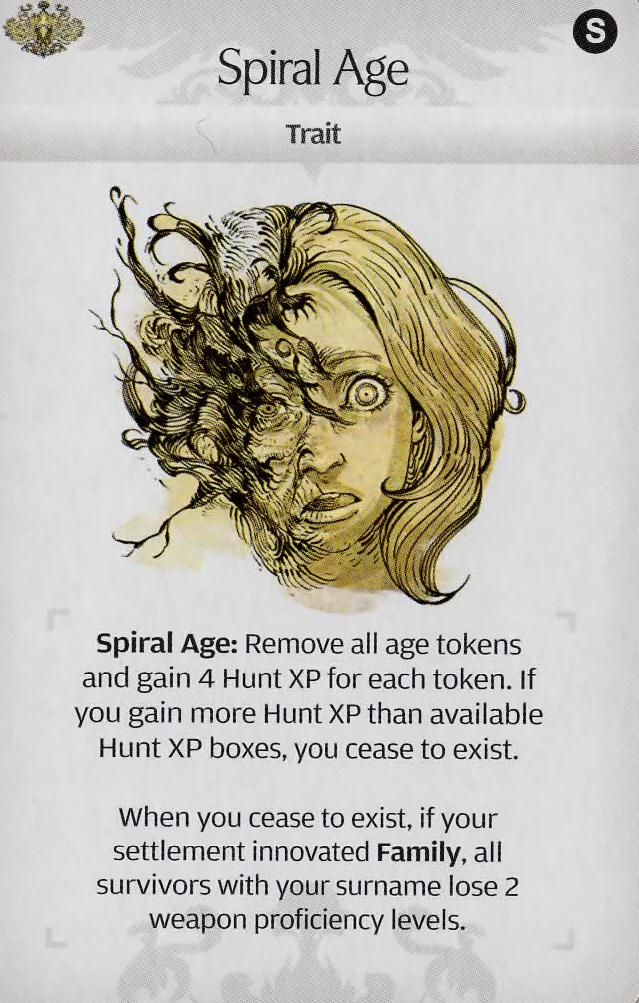 S
Spiral Age
Trait
Spiral Age: Remove all age tokens
and gain 4 Hunt XP for each token. If
you gain more Hunt XP than available
Hunt XP boxes, you cease to exist.
When you cease to exist, if your
settlement innovated Family, all
survivors with your surname lose 2
weapon proficiency levels.